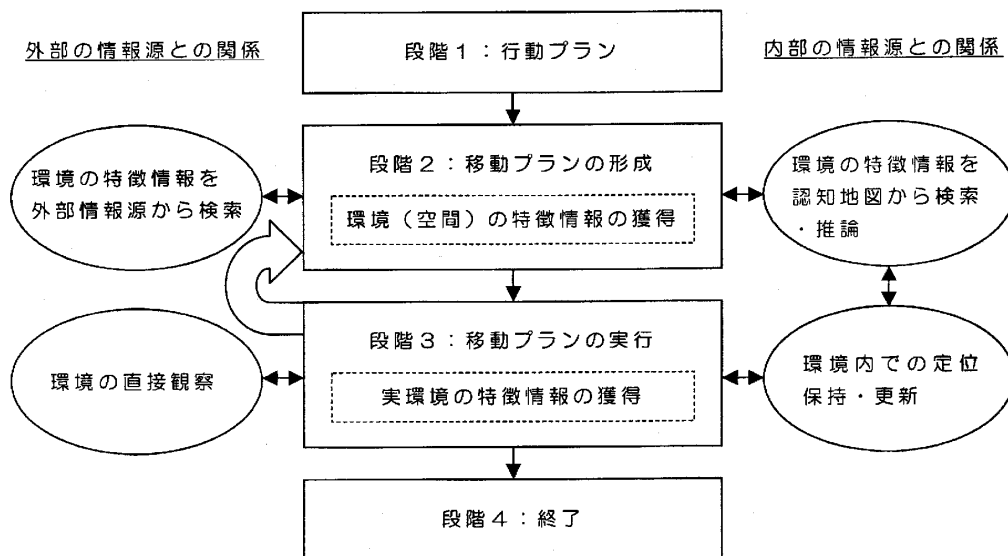 外部の情報源との関係
段階1：行動プラン
内部の情報源との関係
段階2：移動プランの形成
環境（空間）の特徴情報の獲得
環境の特徴情報を
外部情報源から検索
環境の特徴情報を
認知地図から検索
・推論
段階3：移動プランの実行
実環境の特徴情報の獲得
環境の直接観察
環境内での定位
保持・更新
段階4：終了